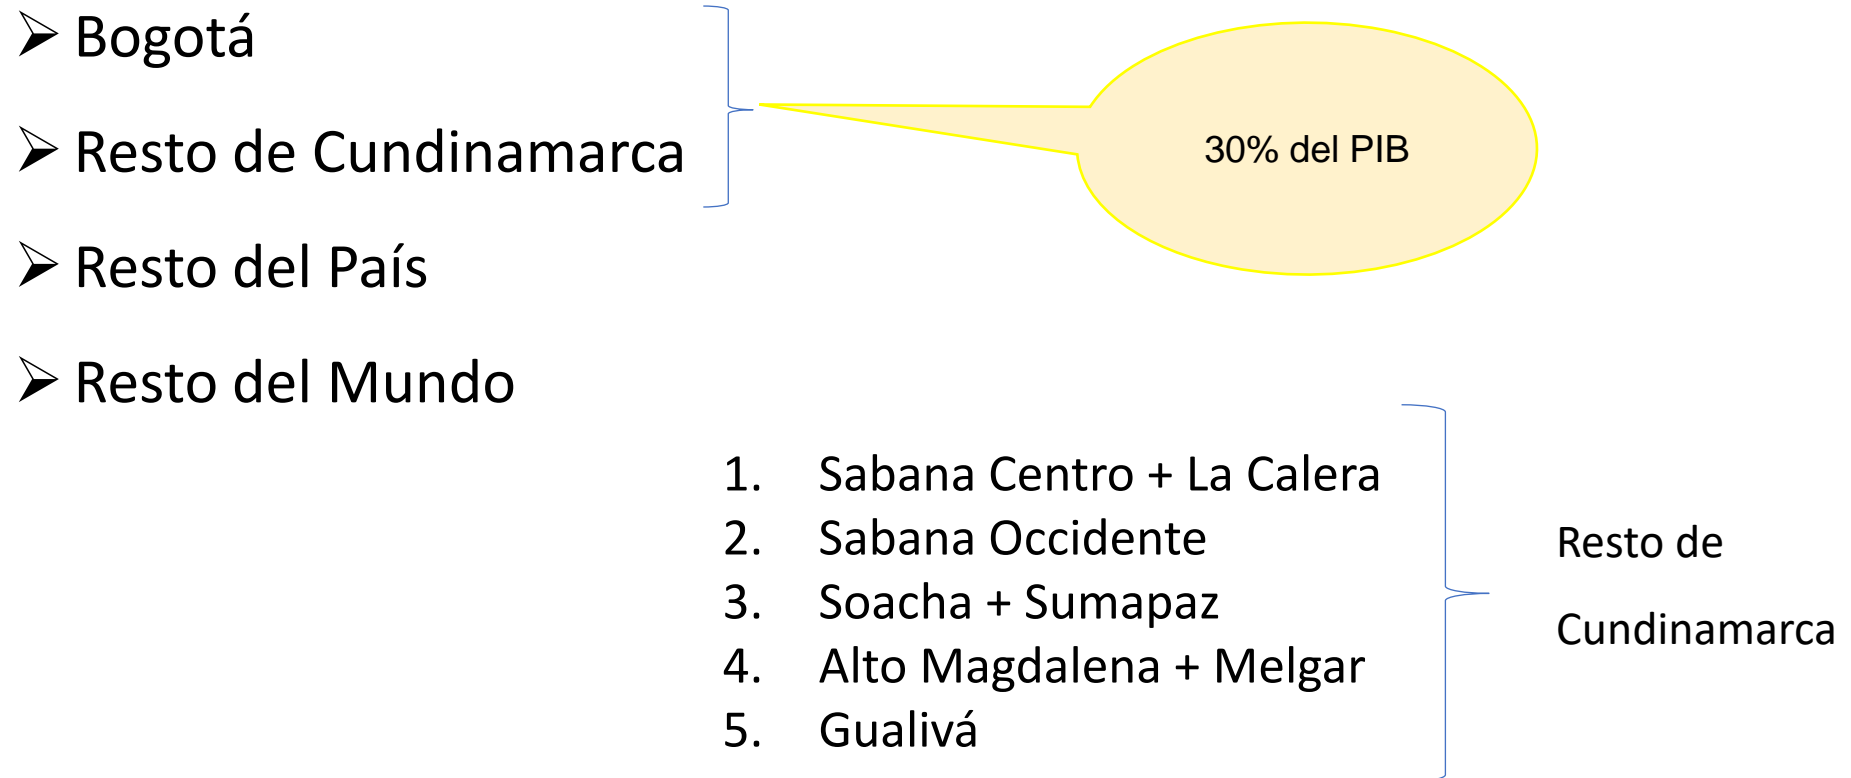 Bogotá
Resto de Cundinamarca
30% del PIB
Resto del País
Resto del Mundo
1. Sabana Centro + La Calera
2. Sabana Occidente
3. Soacha + Sumapaz
4. Alto Magdalena + Melgar
5. Gualivá
Resto de
Cundinamarca